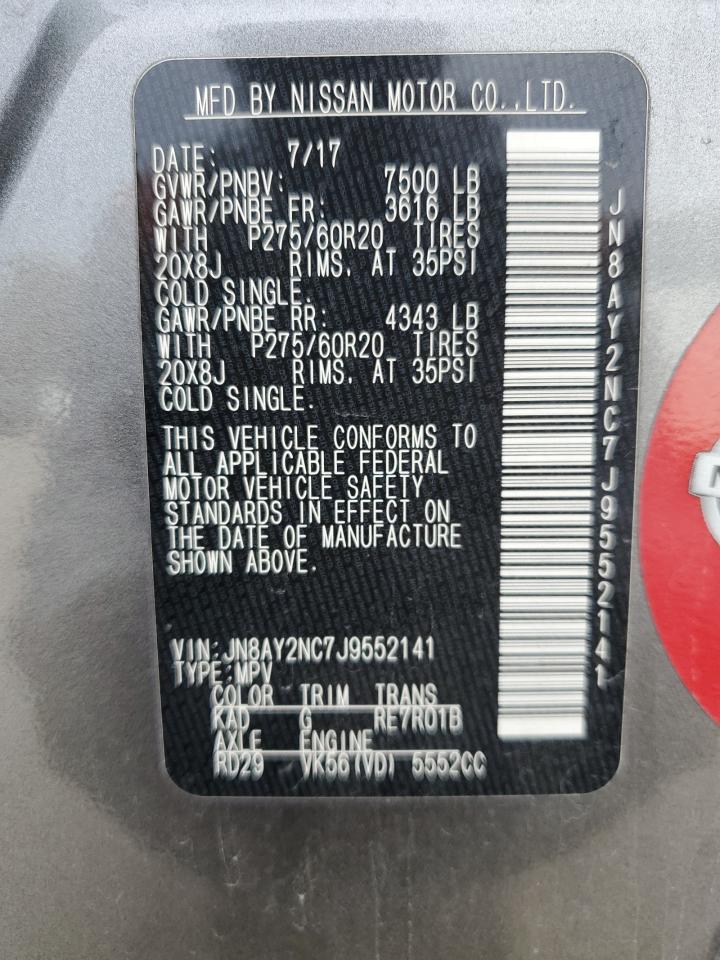 MFD BY NISSAN MOTOR CO.,LTD.
DATE: 7/17
GVWR/PNBV: 7500 LB
GAWR/PNBE FR: 3616 LB
WITH P275/60R20 TIRES
20X8J RIMS, AT 35PSI
COLD SINGLE.
GAWR/PNBE RR: 4343 LB
WITH P275/60R20 TIRES
20X8J RIMS, AT 35PSI
COLD SINGLE.
THIS VEHICLE CONFORMS TO
ALL APPLICABLE FEDERAL
MOTOR VEHICLE SAFETY
STANDARDS IN EFFECT ON
THE DATE OF MANUFACTURE
SHOWN ABOVE.
VIN:JN8AY2NC7J9552141
TYPE:MPV
COLOR TRIM TRANS
KAD G RE7R01B
AXLE ENGINE
RD29 VK56(VD) 5552CC
JN8AY2NC7J9552141